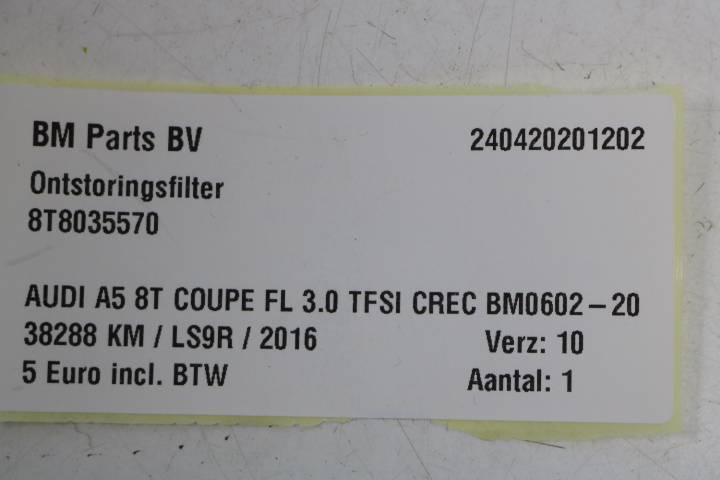 BM Parts BV 240420201202
Ontstoringsfilter
8T8035570
AUDI A5 8T COUPE FL 3.0 TFSI CREC BM0602-20
38288 KM / LS9R / 2016 Verz: 10
5 Euro incl. BTW Aantal: 1